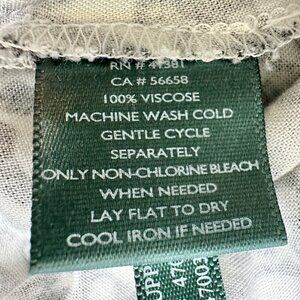 RN # 41381
CA # 56658
100% VISCOSE
MACHINE WASH COLD
GENTLE CYCLE
SEPARATELY
ONLY NON-CHLORINE BLEACH
WHEN NEEDED
LAY FLAT TO DRY
COOL IRON IF NEEDED